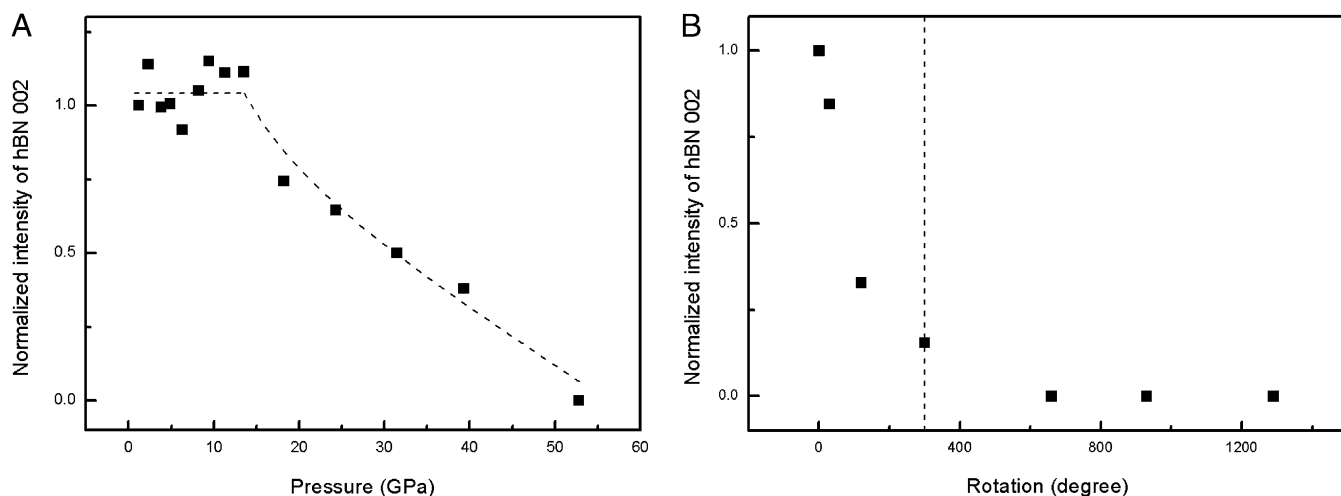 A
Normalized intensity of hBN 002
1.0
0.5
0.0
0 10 20 30 40 50 60
Pressure (GPa)
B
Normalized intensity of hBN 002
1.0
0.5
0.0
0 400 800 1200
Rotation (degree)